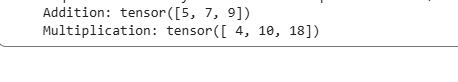 Addition: tensor([5, 7, 9])
Multiplication: tensor([ 4, 10, 18])